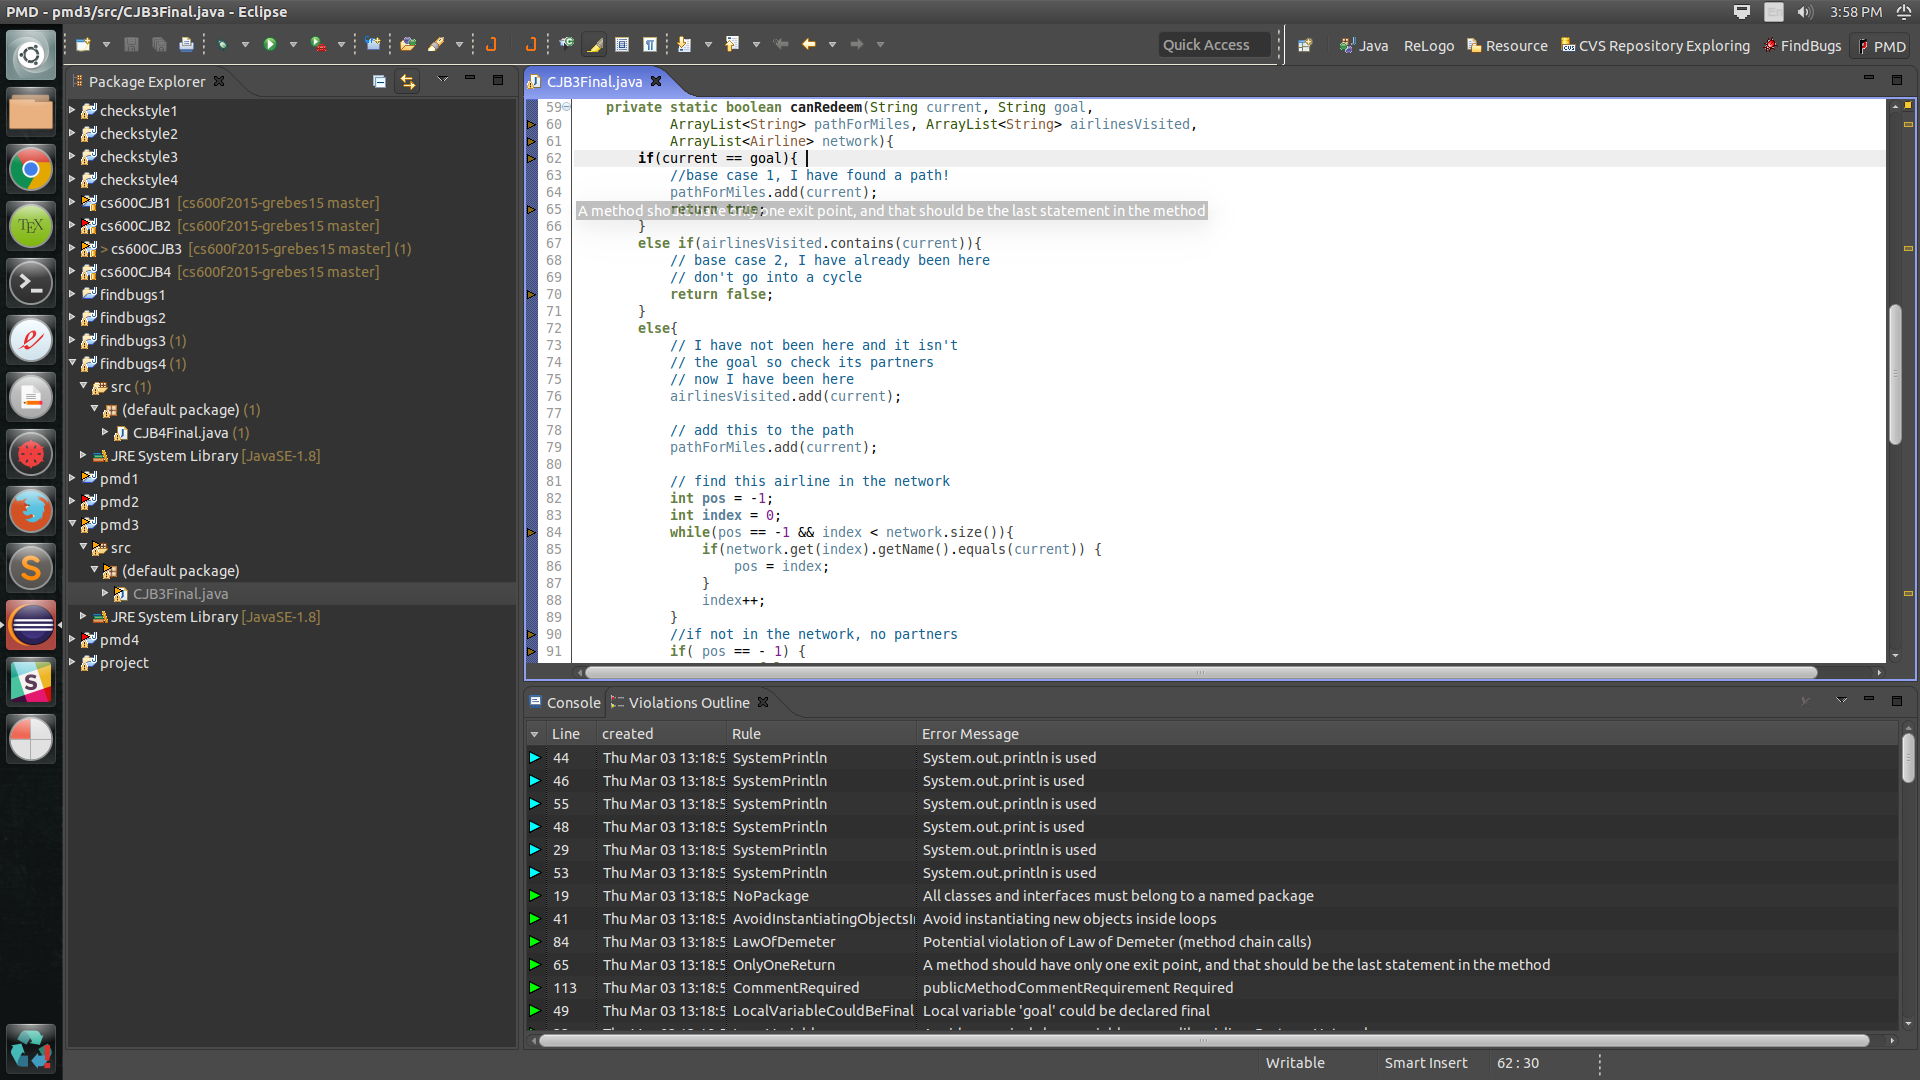 PMD - pmd3/src/CJB3Final.java - Eclipse
3:58 PM
Quick Access
Java
ReLogo
Resource
CVS Repository Exploring
FindBugs
PMD
Package Explorer
checkstyle1
checkstyle2
checkstyle3
checkstyle4
cs600CJB1 [cs600f2015-grebes15 master]
cs600CJB2 [cs600f2015-grebes15 master]
> cs600CJB3 [cs600f2015-grebes15 master] (1)
cs600CJB4 [cs600f2015-grebes15 master]
findbugs1
findbugs2
findbugs3 (1)
findbugs4 (1)
src (1)
(default package) (1)
CJB4Final.java (1)
JRE System Library [JavaSE-1.8]
pmd1
pmd2
pmd3
src
(default package)
CJB3Final.java
JRE System Library [JavaSE-1.8]
pmd4
project
CJB3Final.java
59 private static boolean canRedeem(String current, String goal,
60 ArrayList<String> pathForMiles, ArrayList<String> airlinesVisited,
61 ArrayList<Airline> network){
62 if(current == goal){
63 //base case 1, I have found a path!
64 pathForMiles.add(current);
65 return true;
A method should have only one exit point, and that should be the last statement in the method
66 }
67 else if(airlinesVisited.contains(current)){
68 // base case 2, I have already been here
69 // don't go into a cycle
70 return false;
71 }
72 else{
73 // I have not been here and it isn't
74 // the goal so check its partners
75 // now I have been here
76 airlinesVisited.add(current);
77
78 // add this to the path
79 pathForMiles.add(current);
80
81 // find this airline in the network
82 int pos = -1;
83 int index = 0;
84 while(pos == -1 && index < network.size()){
85 if(network.get(index).getName().equals(current)) {
86 pos = index;
87 }
88 index++;
89 }
90 //if not in the network, no partners
91 if( pos == - 1) {
Console
Violations Outline
Line created Rule Error Message
44 Thu Mar 03 13:18:5 SystemPrintln System.out.println is used
46 Thu Mar 03 13:18:5 SystemPrintln System.out.print is used
55 Thu Mar 03 13:18:5 SystemPrintln System.out.println is used
48 Thu Mar 03 13:18:5 SystemPrintln System.out.print is used
29 Thu Mar 03 13:18:5 SystemPrintln System.out.println is used
53 Thu Mar 03 13:18:5 SystemPrintln System.out.println is used
19 Thu Mar 03 13:18:5 NoPackage All classes and interfaces must belong to a named package
41 Thu Mar 03 13:18:5 AvoidInstantiatingObjectsI Avoid instantiating new objects inside loops
84 Thu Mar 03 13:18:5 LawOfDemeter Potential violation of Law of Demeter (method chain calls)
65 Thu Mar 03 13:18:5 OnlyOneReturn A method should have only one exit point, and that should be the last statement in the method
113 Thu Mar 03 13:18:5 CommentRequired publicMethodCommentRequirement Required
49 Thu Mar 03 13:18:5 LocalVariableCouldBeFinal Local variable 'goal' could be declared final
Writable
Smart Insert
62 : 30